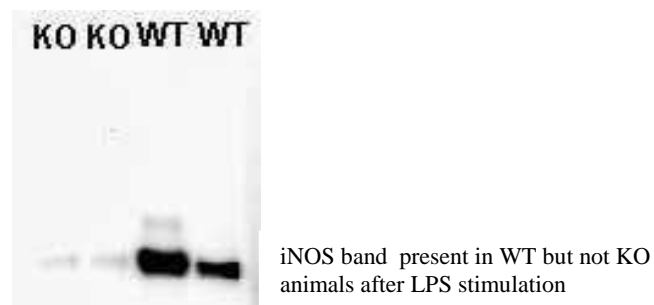 KO KO WT WT
iNOS band present in WT but not KO
animals after LPS stimulation